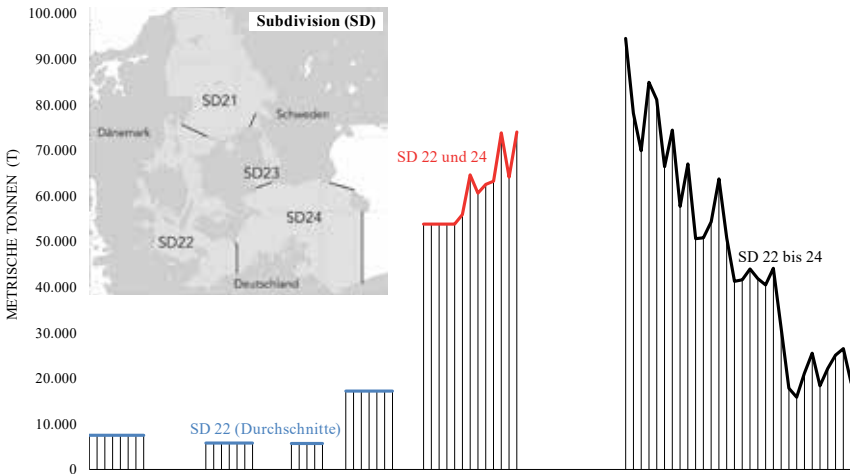 METRISCHE TONNEN (T)
100.000
90.000
80.000
70.000
60.000
50.000
40.000
30.000
20.000
10.000
0
Subdivision (SD)
SD21
Schweden
Dänemark
SD23
SD24
SD22
Deutschland
SD 22 und 24
SD 22 bis 24
SD 22 (Durchschnitte)